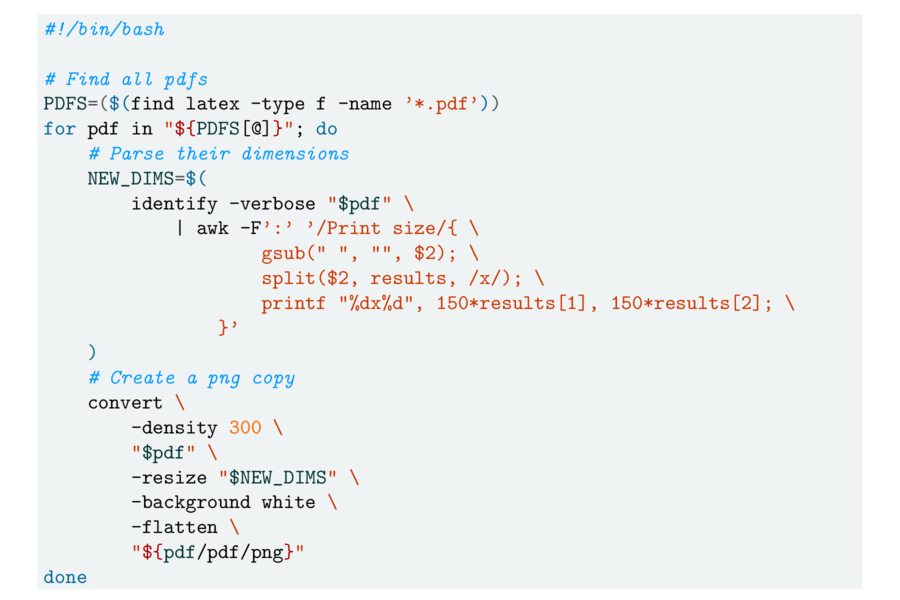 #!/bin/bash

# Find all pdfs
PDFS=($(find latex -type f -name ’*.pdf’))
for pdf in "${PDFS[@]}"; do
    # Parse their dimensions
    NEW_DIMS=$(
        identify -verbose "$pdf" \
            | awk -F’:’ ’/Print size/{ \
                    gsub(" ", "", $2); \
                    split($2, results, /x/); \
                    printf "%dx%d", 150*results[1], 150*results[2]; \
                }’
    )
    # Create a png copy
    convert \
        -density 300 \
        "$pdf" \
        -resize "$NEW_DIMS" \
        -background white \
        -flatten \
        "${pdf/pdf/png}"
done